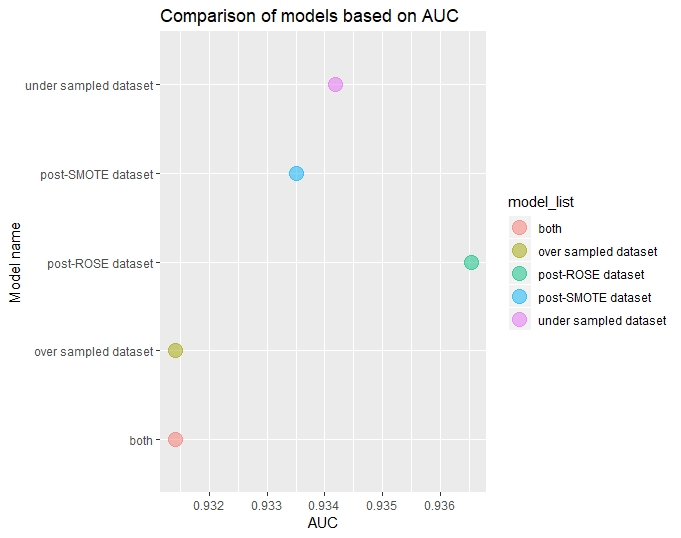 Comparison of models based on AUC
under sampled dataset
post-SMOTE dataset
post-ROSE dataset
over sampled dataset
both
Model name
0.932 0.933 0.934 0.935 0.936
AUC
model_list
both
over sampled dataset
post-ROSE dataset
post-SMOTE dataset
under sampled dataset